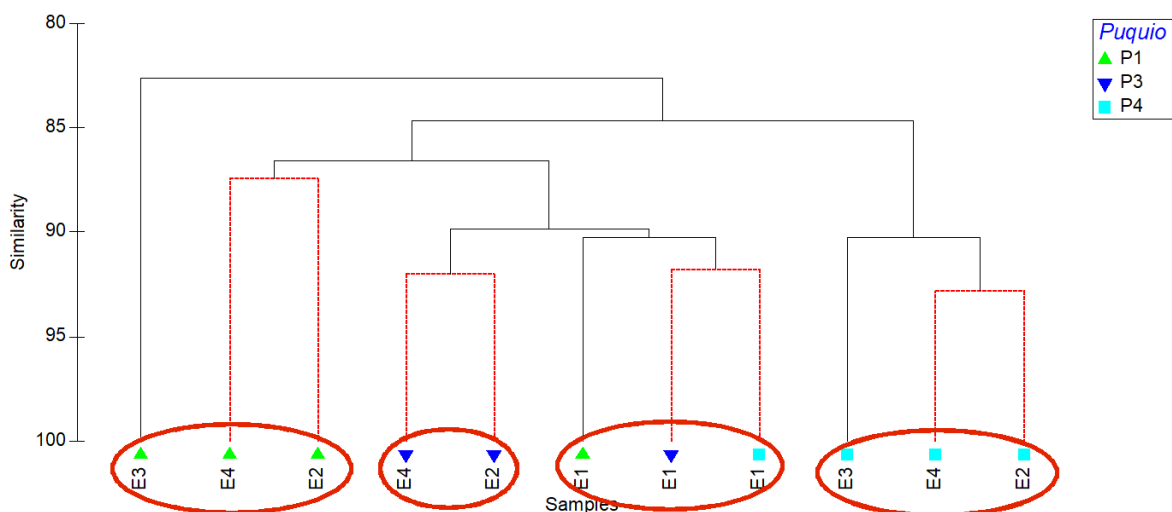 80
85
90
95
100
Similarity
E3
E4
E2
E4
E2
E1
E1
E1
E3
E4
E2
Samples
Puquio
P1
P3
P4